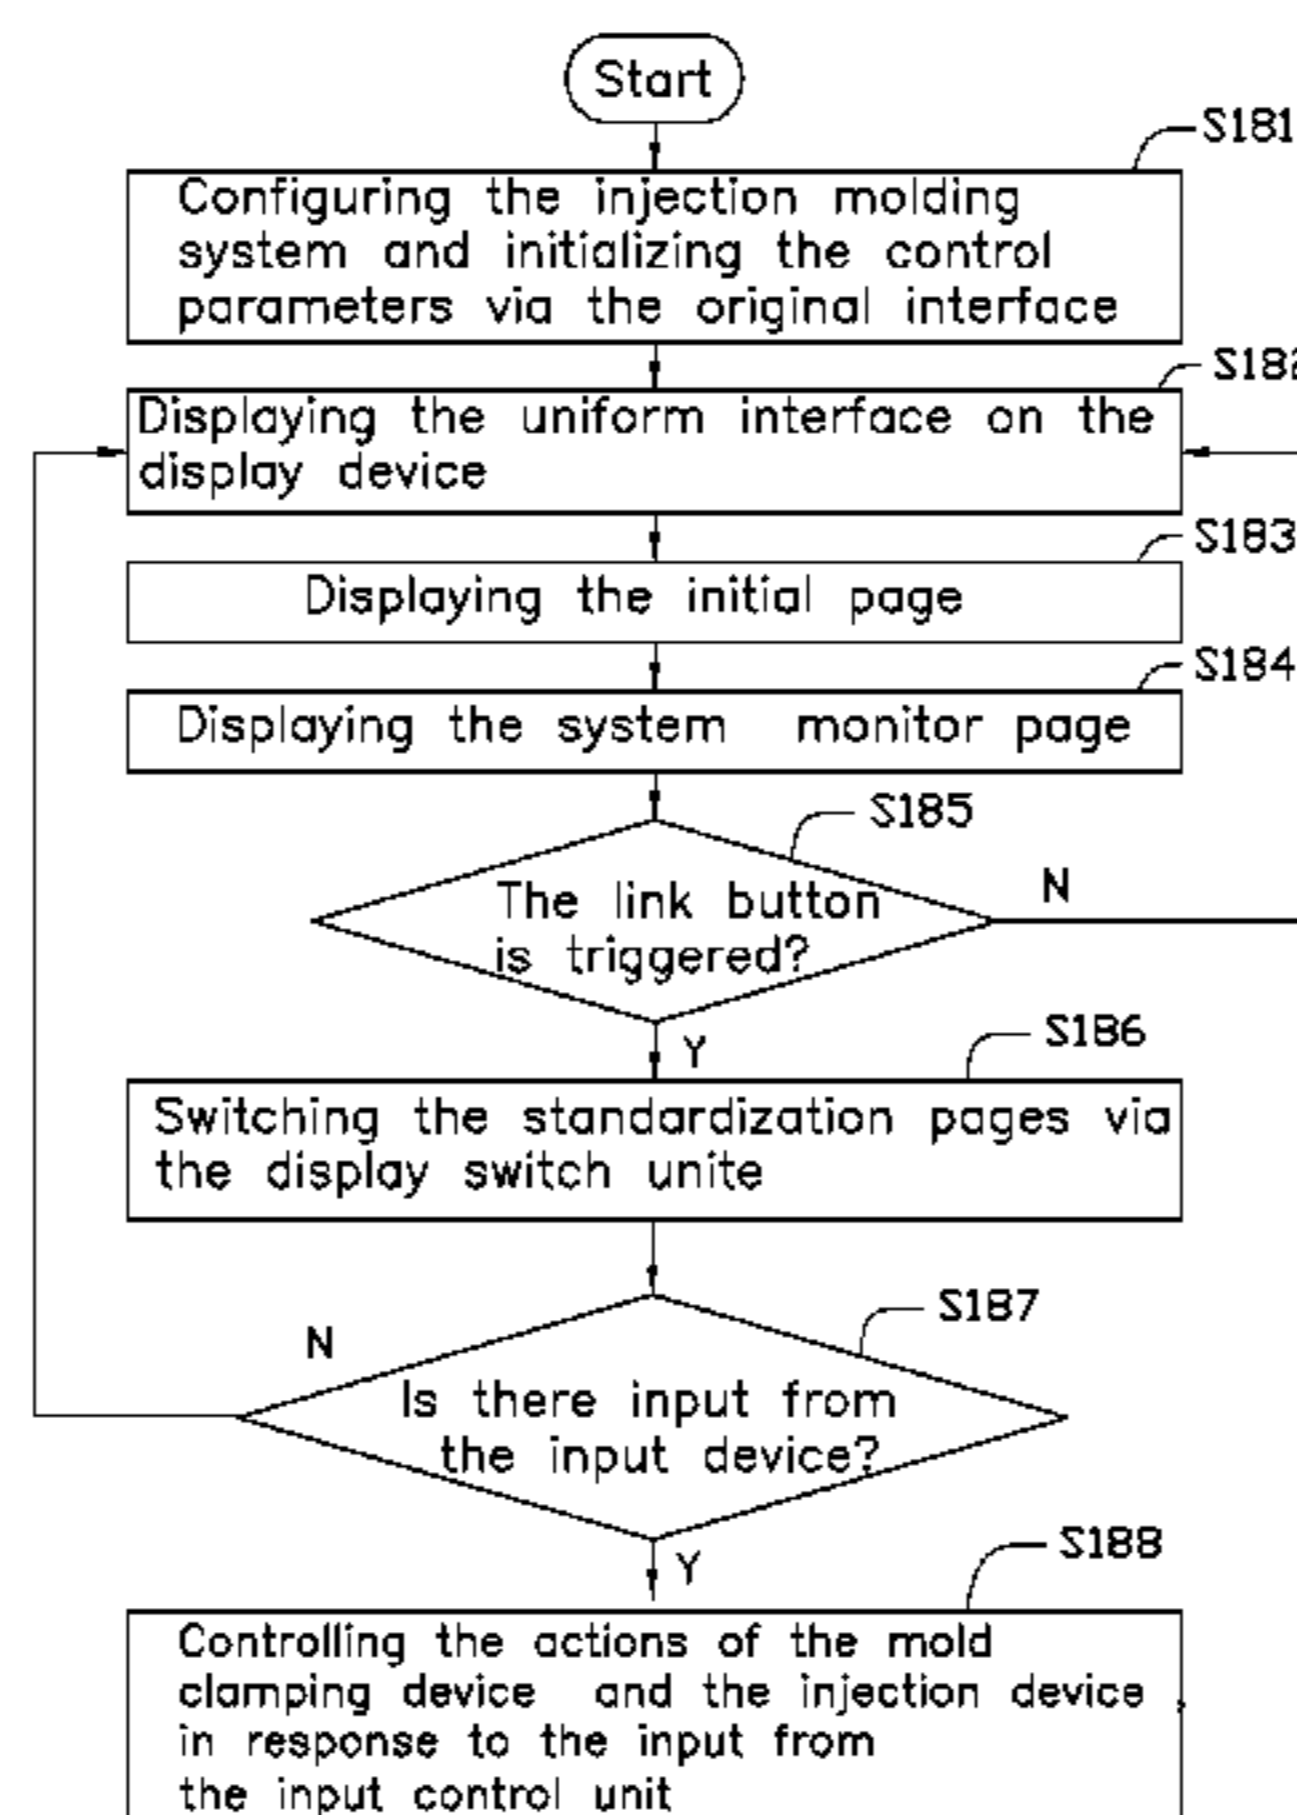 Start
S181
Configuring the injection molding
system and initializing the control
parameters via the original interface
S182
Displaying the uniform interface on the
display device
S183
Displaying the initial page
S184
Displaying the system monitor page
S185
The link button
is triggered?
N
Y
S186
Switching the standardization pages via
the display switch unite
S187
N
Is there input from
the input device?
Y
S188
Controlling the actions of the mold
clamping device and the injection device
in response to the input from
the input control unit